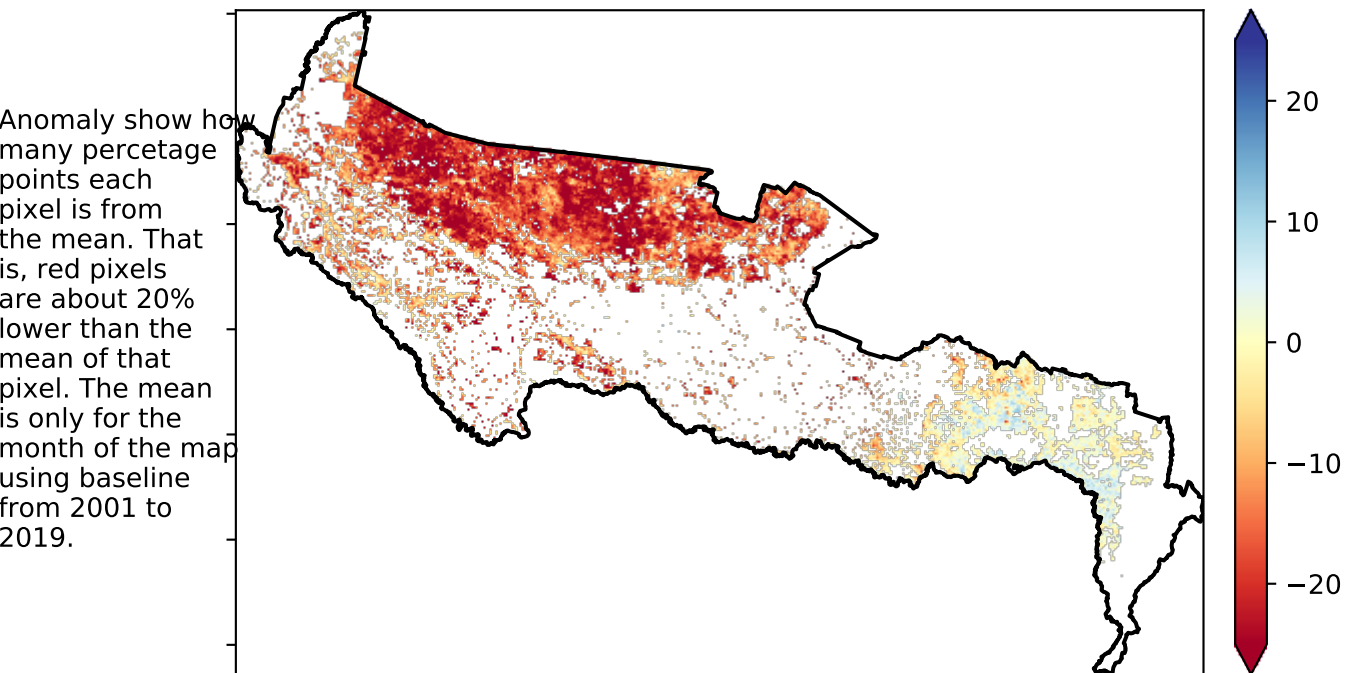 Anomaly show how
many percetage
points each
pixel is from
the mean. That
is, red pixels
are about 20%
lower than the
mean of that
pixel. The mean
is only for the
month of the map
using baseline
from 2001 to
2019.
20
10
0
−10
−20